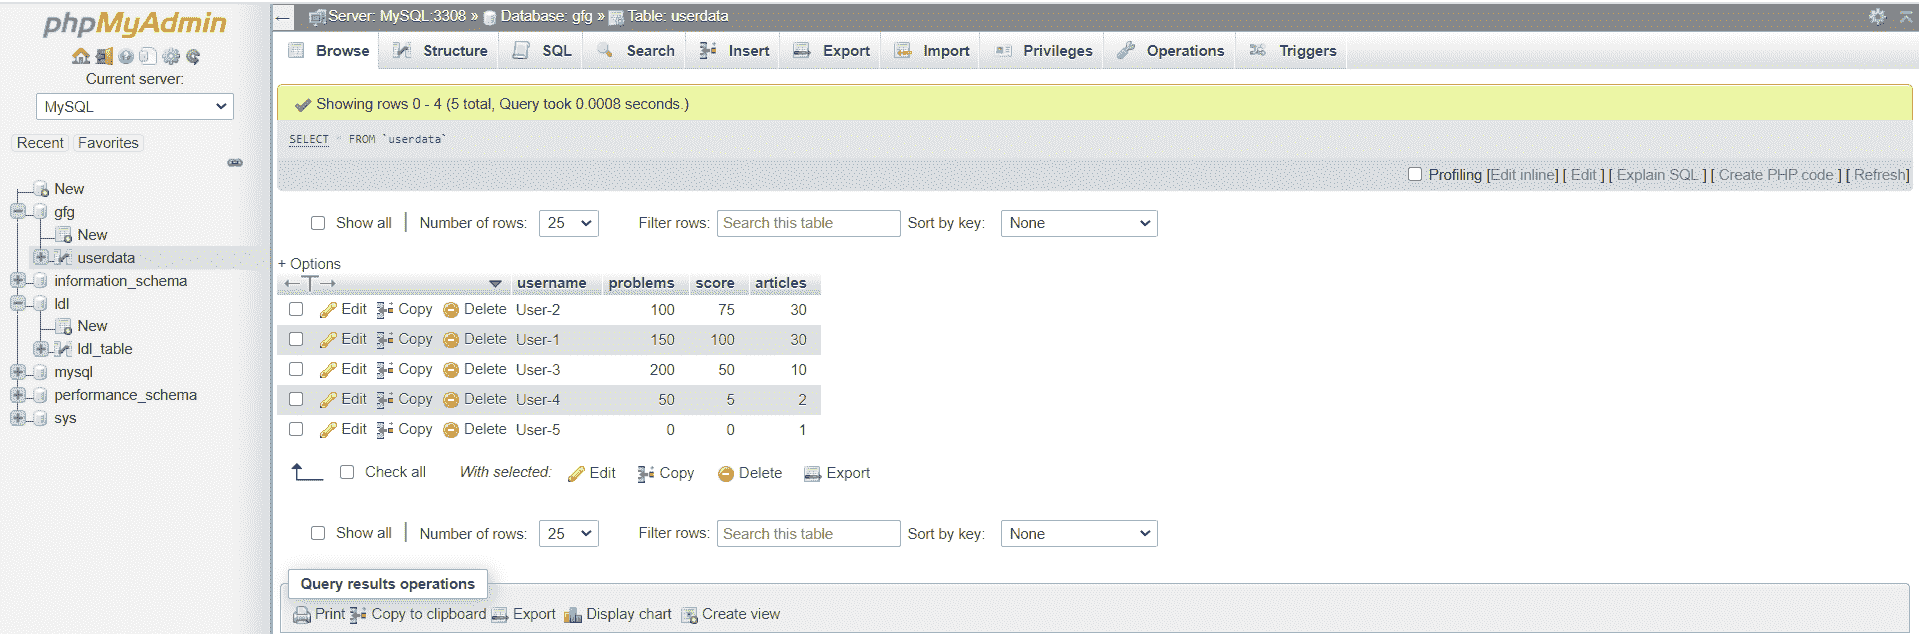 phpMyAdmin
Current server:
MySQL
Recent Favorites
New
gfg
New
userdata
information_schema
ldl
New
ldl_table
mysql
performance_schema
sys
Server: MySQL:3308 » Database: gfg » Table: userdata
Browse Structure SQL Search Insert Export Import Privileges Operations Triggers
Showing rows 0 - 4 (5 total, Query took 0.0008 seconds.)
SELECT * FROM `userdata`
Profiling [Edit inline] [ Edit ] [ Explain SQL ] [ Create PHP code ] [ Refresh]
Show all Number of rows: 25 Filter rows: Search this table Sort by key: None
+ Options
←T→ username problems score articles
Edit Copy Delete User-2 100 75 30
Edit Copy Delete User-1 150 100 30
Edit Copy Delete User-3 200 50 10
Edit Copy Delete User-4 50 5 2
Edit Copy Delete User-5 0 0 1
Check all With selected: Edit Copy Delete Export
Show all Number of rows: 25 Filter rows: Search this table Sort by key: None
Query results operations
Print Copy to clipboard Export Display chart Create view